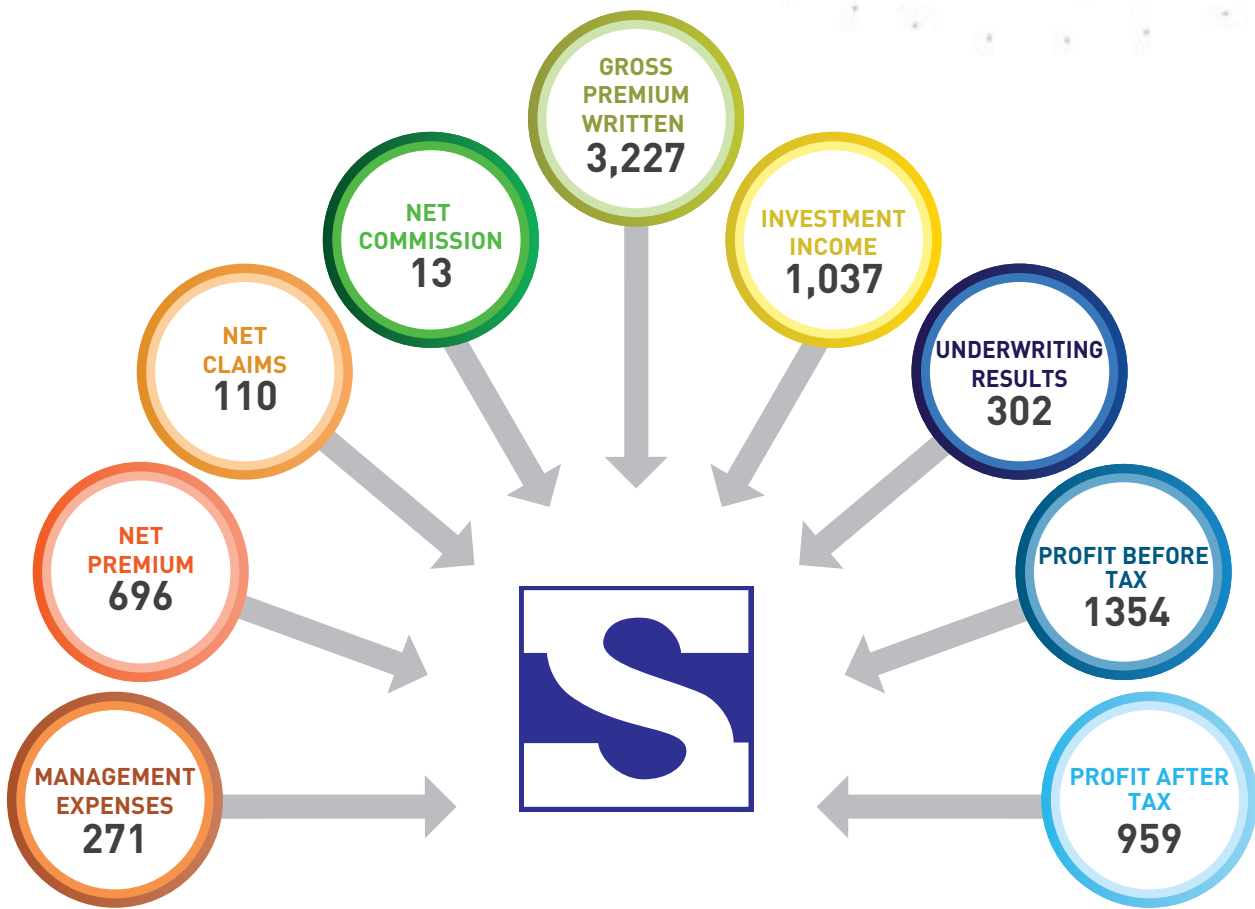 GROSS
PREMIUM
WRITTEN
3,227
NET
COMMISSION
13
INVESTMENT
INCOME
1,037
NET
CLAIMS
110
UNDERWRITING
RESULTS
302
NET
PREMIUM
696
PROFIT BEFORE
TAX
1354
MANAGEMENT
EXPENSES
271
PROFIT AFTER
TAX
959
S